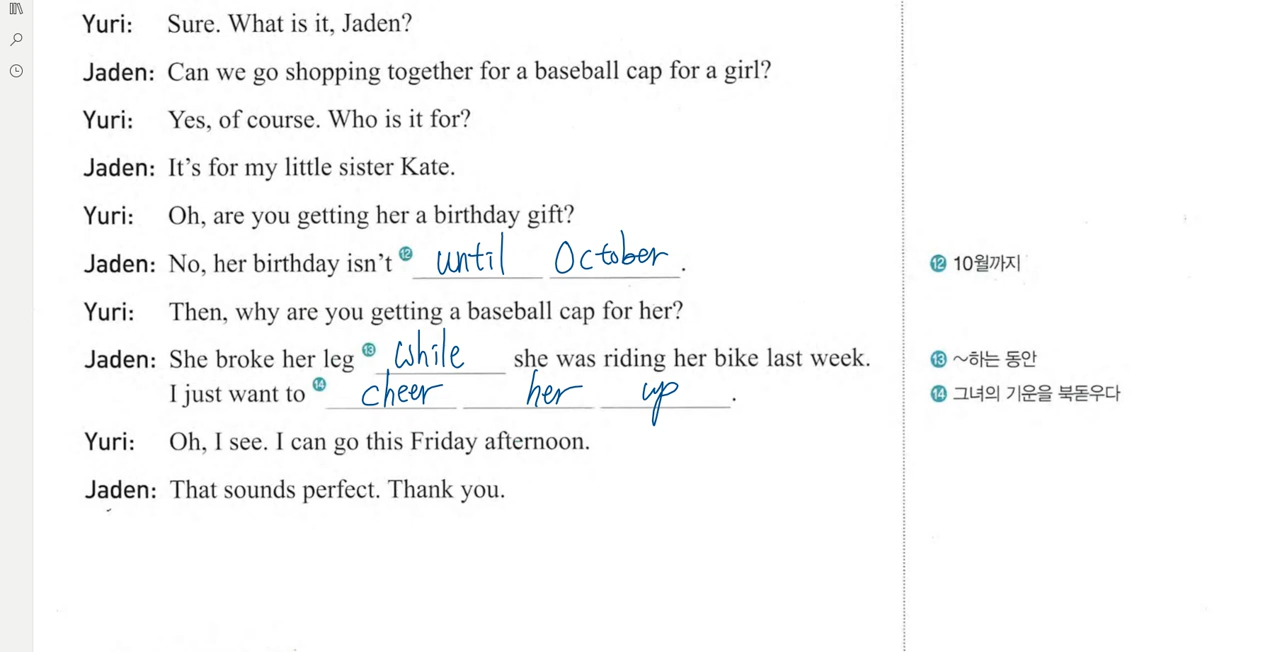 Yuri: Sure. What is it, Jaden?
Jaden: Can we go shopping together for a baseball cap for a girl?
Yuri: Yes, of course. Who is it for?
Jaden: It's for my little sister Kate.
Yuri: Oh, are you getting her a birthday gift?
Jaden: No, her birthday isn't ⑫ until October.
⑫ 10월까지
Yuri: Then, why are you getting a baseball cap for her?
Jaden: She broke her leg ⑬ while she was riding her bike last week.
⑬ ~하는 동안
I just want to ⑭ cheer her up.
⑭ 그녀의 기운을 북돋우다
Yuri: Oh, I see. I can go this Friday afternoon.
Jaden: That sounds perfect. Thank you.